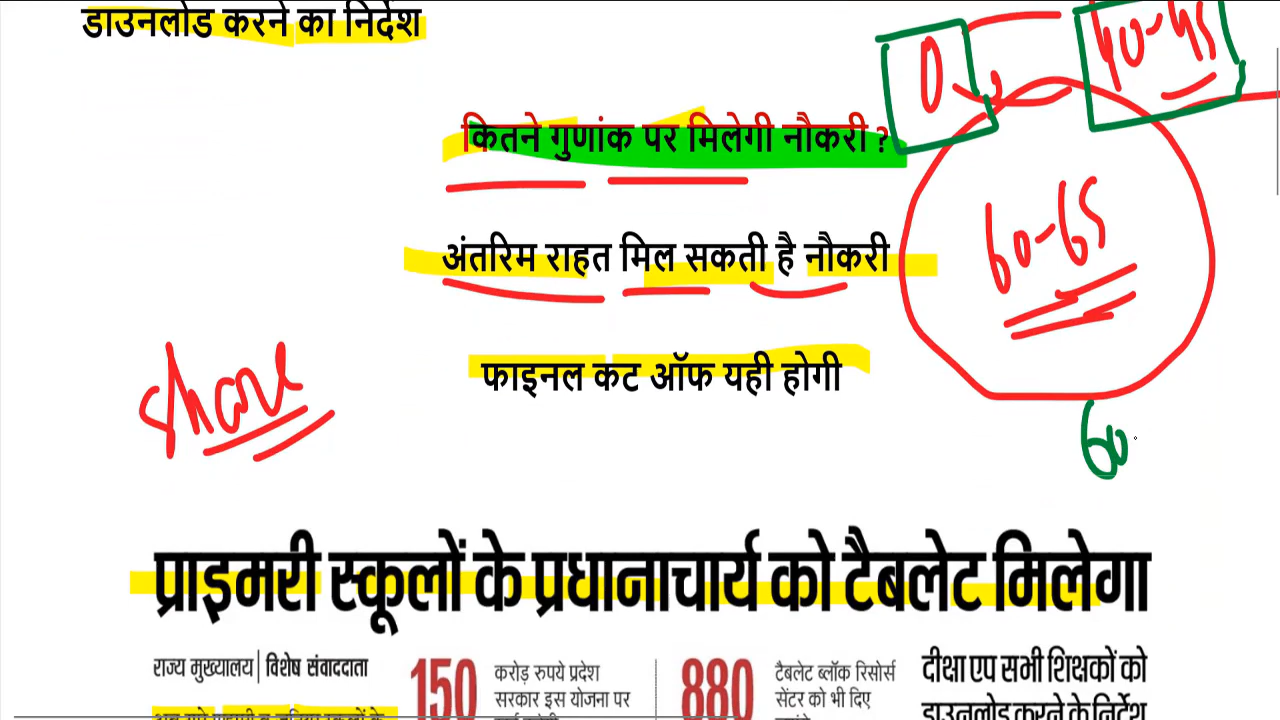 डाउनलोड करने का निर्देश
0
40-45
कितने गुणांक पर मिलेगी नौकरी ?
60-65
अंतरिम राहत मिल सकती है नौकरी
फाइनल कट ऑफ यही होगी
Share
60
प्राइमरी स्कूलों के प्रधानाचार्य को टैबलेट मिलेगा
राज्य मुख्यालय | विशेष संवाददाता
150
करोड़ रुपये प्रदेश
सरकार इस योजना पर
880
टैबलेट ब्लॉक रिसोर्स
सेंटर को भी दिए
दीक्षा एप सभी शिक्षकों को
डाउनलोड करने के निर्देश